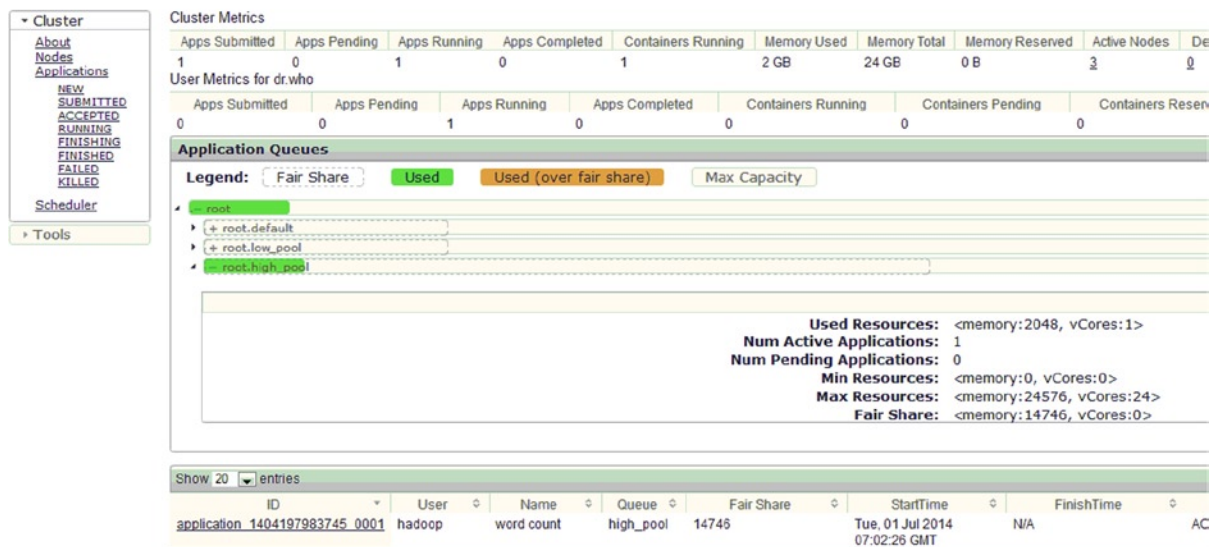 Cluster
About
Nodes
Applications
NEW
SUBMITTED
ACCEPTED
RUNNING
FINISHING
FINISHED
FAILED
KILLED
Scheduler
Tools
Cluster Metrics
Apps Submitted Apps Pending Apps Running Apps Completed Containers Running Memory Used Memory Total Memory Reserved Active Nodes De
1 0 1 0 1 2 GB 24 GB 0 B 3 0
User Metrics for dr.who
Apps Submitted Apps Pending Apps Running Apps Completed Containers Running Containers Pending Containers Reserv
0 0 1 0 0 0 0
Application Queues
Legend: Fair Share Used Used (over fair share) Max Capacity
- root
+ root.default
+ root.low_pool
- root.high_pool
Used Resources: <memory:2048, vCores:1>
Num Active Applications: 1
Num Pending Applications: 0
Min Resources: <memory:0, vCores:0>
Max Resources: <memory:24576, vCores:24>
Fair Share: <memory:14746, vCores:0>
Show 20 entries
ID User Name Queue Fair Share StartTime FinishTime
application_1404197983745_0001 hadoop word count high_pool 14746 Tue, 01 Jul 2014 N/A AC
07:02:26 GMT